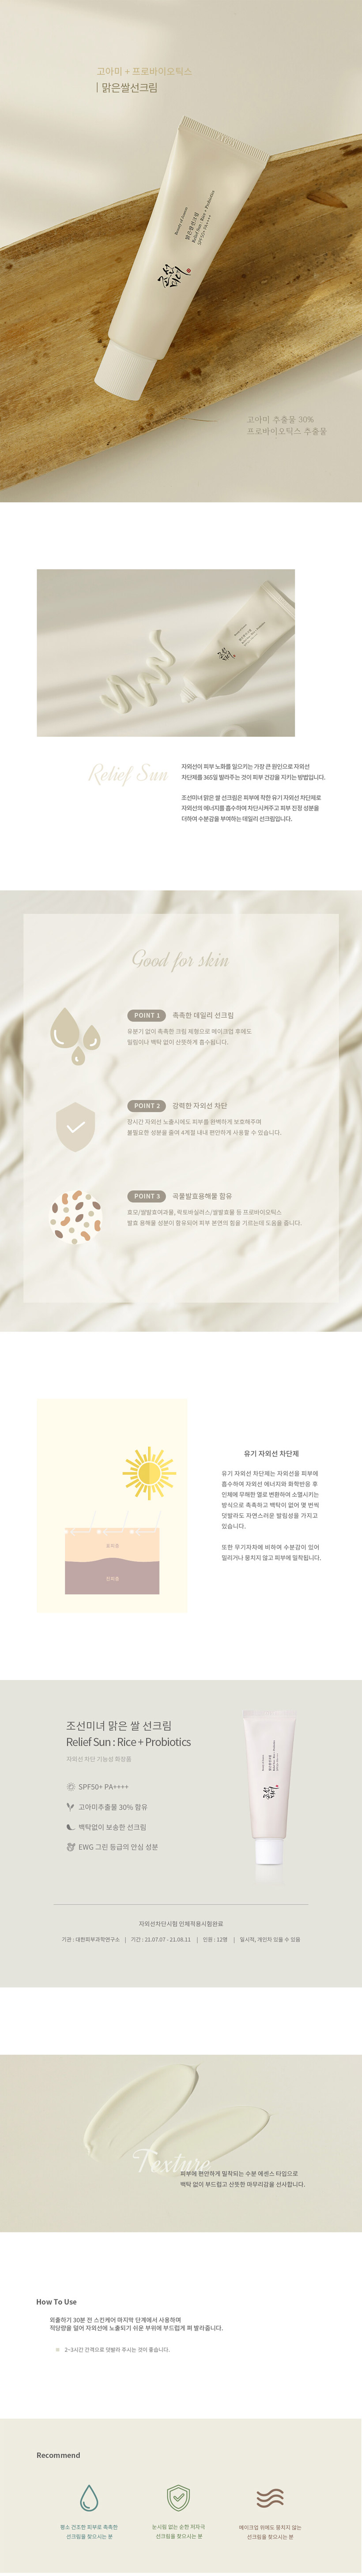 고아미 + 프로바이오틱스
| 맑은쌀선크림
Beauty of Joseon
맑은쌀선크림
Relief Sun : Rice + Probiotics
SPF50+ PA++++
조선미녀
고아미 추출물 30%
프로바이오틱스 추출물
Relief Sun
자외선이 피부 노화를 일으키는 가장 큰 원인으로 자외선
차단제를 365일 발라주는 것이 피부 건강을 지키는 방법입니다.
조선미녀 맑은 쌀 선크림은 피부에 착한 유기 자외선 차단제로
자외선의 에너지를 흡수하여 차단시켜주고 피부 진정 성분을
더하여 수분감을 부여하는 데일리 선크림입니다.
Good for skin
POINT 1 촉촉한 데일리 선크림
유분기 없이 촉촉한 크림 제형으로 메이크업 후에도
밀림이나 백탁 없이 산뜻하게 흡수됩니다.
POINT 2 강력한 자외선 차단
장시간 자외선 노출시에도 피부를 완벽하게 보호해주며
불필요한 성분을 줄여 4계절 내내 편안하게 사용할 수 있습니다.
POINT 3 곡물발효용해물 함유
효모/쌀발효여과물, 락토바실러스/쌀발효물 등 프로바이오틱스
발효 용해물 성분이 함유되어 피부 본연의 힘을 기르는데 도움을 줍니다.
유기 자외선 차단제
유기 자외선 차단제는 자외선을 피부에
흡수하여 자외선 에너지와 화학반응 후
인체에 무해한 열로 변환하여 소멸시키는
방식으로 촉촉하고 백탁이 없어 몇 번씩
덧발라도 자연스러운 발림성을 가지고
있습니다.
또한 무기자차에 비하여 수분감이 있어
밀리거나 뭉치지 않고 피부에 밀착됩니다.
표피층
진피층
조선미녀 맑은 쌀 선크림
Relief Sun : Rice + Probiotics
자외선 차단 기능성 화장품
SPF50+ PA++++
고아미추출물 30% 함유
백탁없이 보송한 선크림
EWG 그린 등급의 안심 성분
자외선차단시험 인체적용시험완료
기관 : 대한피부과학연구소 | 기간 : 21.07.07 - 21.08.11 | 인원 : 12명 | 일시적, 개인차 있을 수 있음
Texture
피부에 편안하게 밀착되는 수분 에센스 타입으로
백탁 없이 부드럽고 산뜻한 마무리감을 선사합니다.
How To Use
외출하기 30분 전 스킨케어 마지막 단계에서 사용하며
적당량을 덜어 자외선에 노출되기 쉬운 부위에 부드럽게 펴 발라줍니다.
※ 2~3시간 간격으로 덧발라 주시는 것이 좋습니다.
Recommend
평소 건조한 피부로 촉촉한
선크림을 찾으시는 분
눈시림 없는 순한 저자극
선크림을 찾으시는 분
메이크업 위에도 뭉치지 않는
선크림을 찾으시는 분